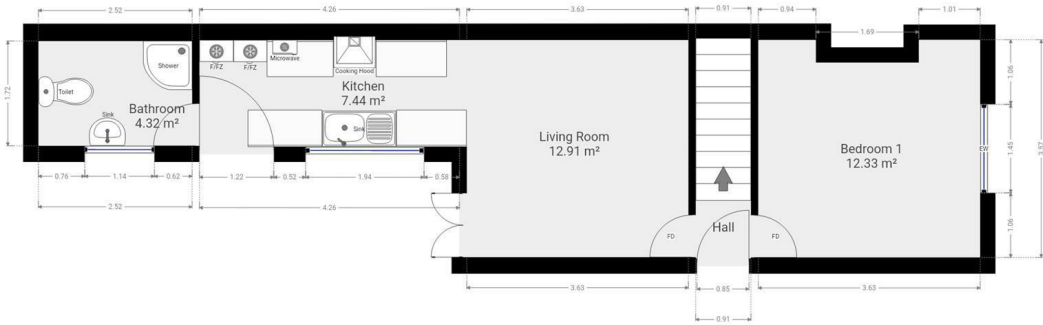 2.52
4.26
3.63
0.91
0.94
1.69
1.01
1.72
F/FZ
F/FZ
Microwave
Cooking Hood
Shower
Toilet
Sink
Bathroom
4.32 m²
Kitchen
7.44 m²
Sink
Living Room
12.91 m²
Bedroom 1
12.33 m²
EW
1.06
1.45
1.06
3.57
Hall
FD
FD
0.76
1.14
0.62
1.22
0.52
1.94
0.58
2.52
4.26
3.63
0.85
3.63
0.91